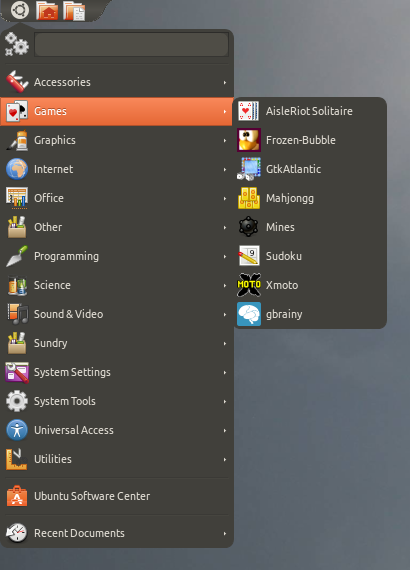 Accessories
Games
Graphics
Internet
Office
Other
Programming
Science
Sound & Video
Sundry
System Settings
System Tools
Universal Access
Utilities
Ubuntu Software Center
Recent Documents
AisleRiot Solitaire
Frozen-Bubble
GtkAtlantic
Mahjongg
Mines
9
Sudoku
MOTO
Xmoto
gbrainy